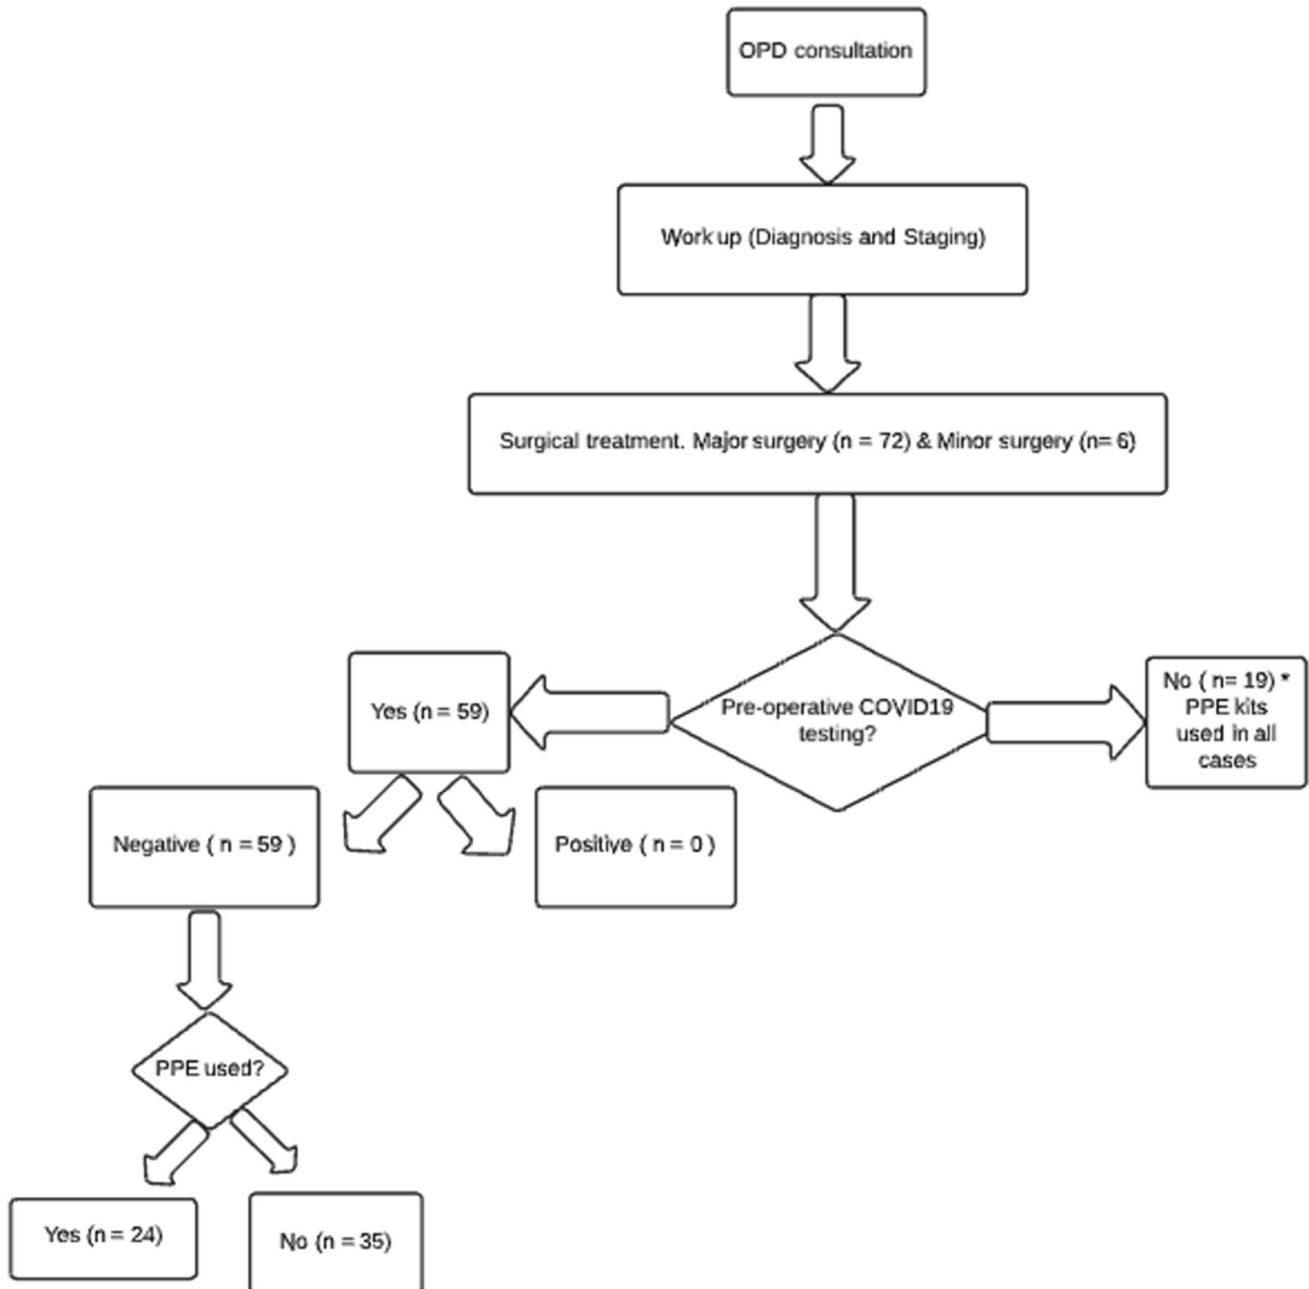 OPD consultation
Work up (Diagnosis and Staging)
Surgical treatment. Major surgery (n = 72) & Minor surgery (n= 6)
Pre-operative COVID19
testing?
Yes (n = 59)
No ( n= 19) *
PPE kits
used in all
cases
Negative ( n = 59 )
Positive ( n = 0 )
PPE used?
Yes (n = 24)
No (n = 35)